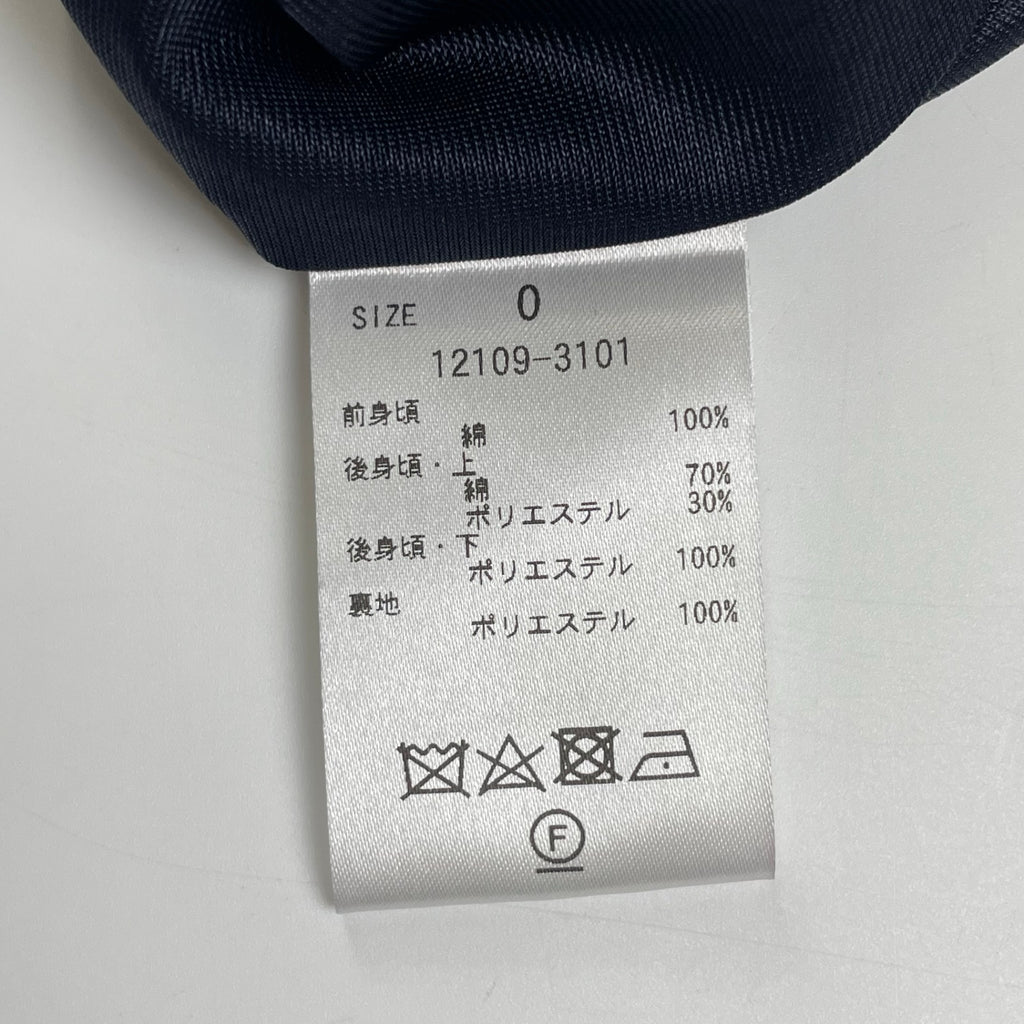 SIZE 0
12109-3101
前身頃
綿 100%
後身頃・上
綿 70%
ポリエステル 30%
後身頃・下
ポリエステル 100%
裏地
ポリエステル 100%
F